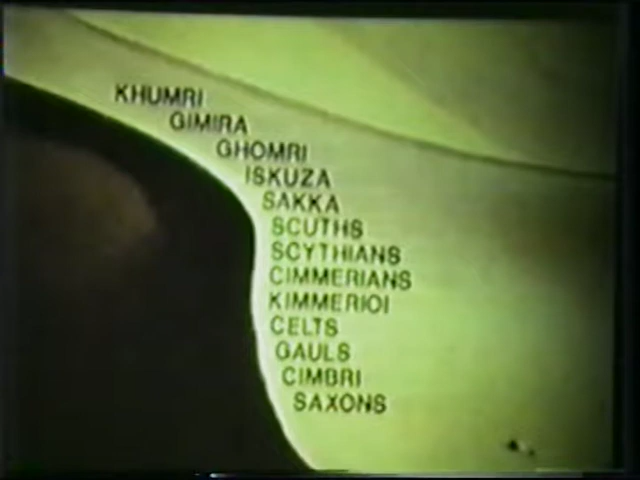 KHUMRI
GIMIRA
GHOMRI
ISKUZA
SAKKA
SCUTHS
SCYTHIANS
CIMMERIANS
KIMMERIOI
CELTS
GAULS
CIMBRI
SAXONS